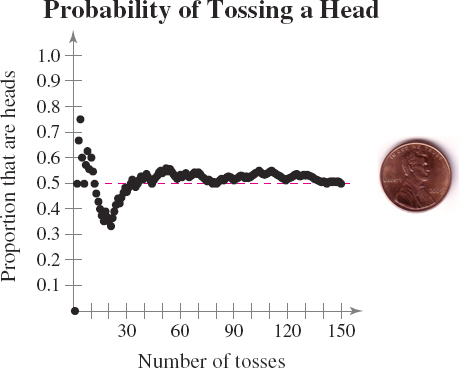 Probability of Tossing a Head
Proportion that are heads
1.0
0.9
0.8
0.7
0.6
0.5
0.4
0.3
0.2
0.1
30 60 90 120 150
Number of tosses